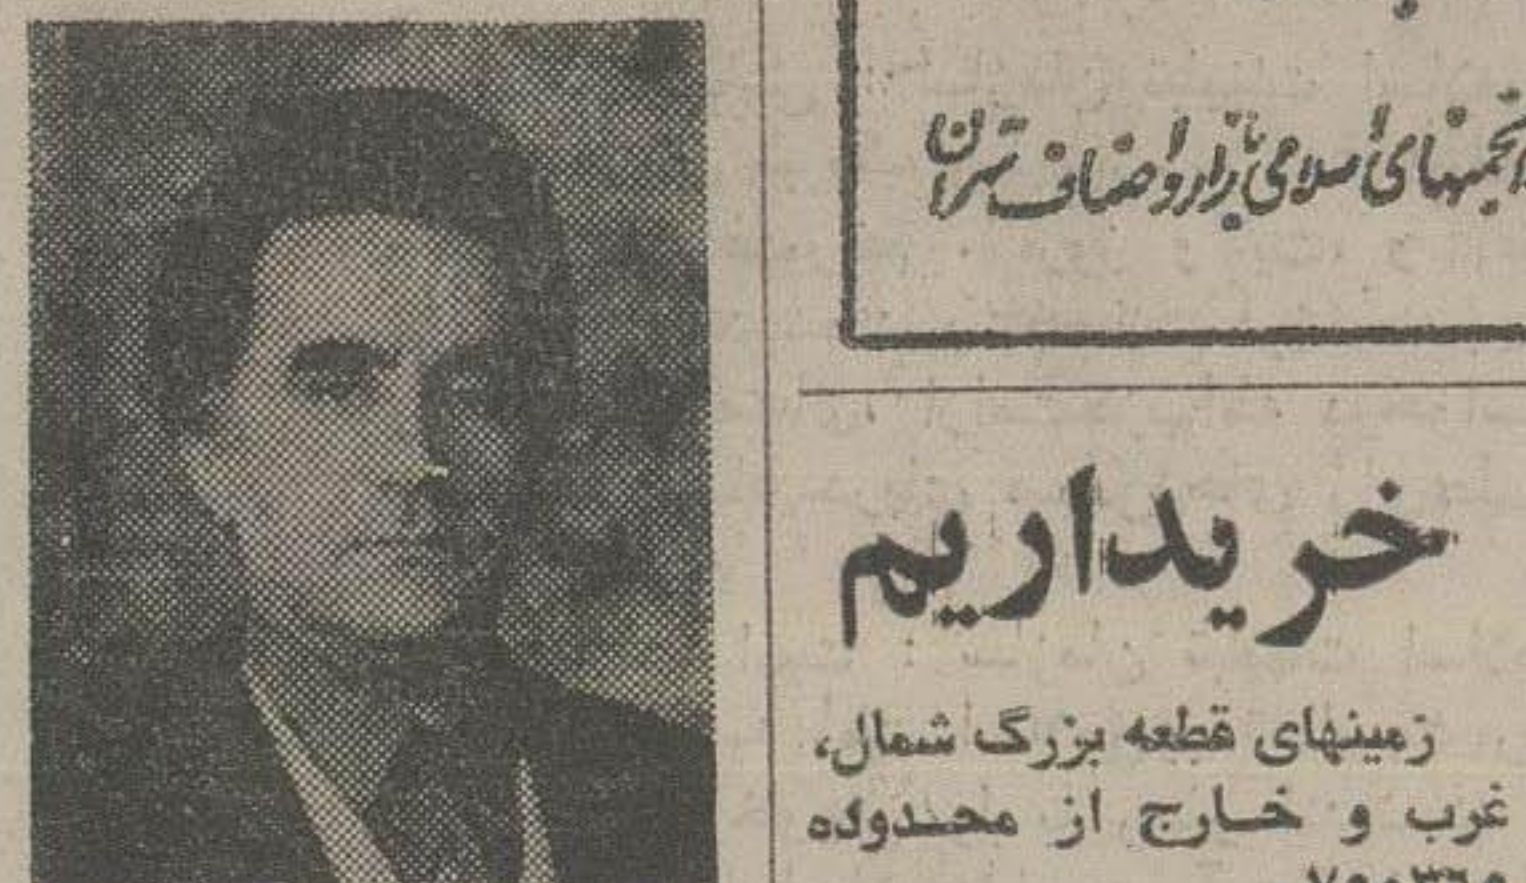 انجمنهای اسلامی بازار و اصناف تهران
خریداریم
زمینهای قطعه بزرگ شمال،
غرب و خارج از محدوده